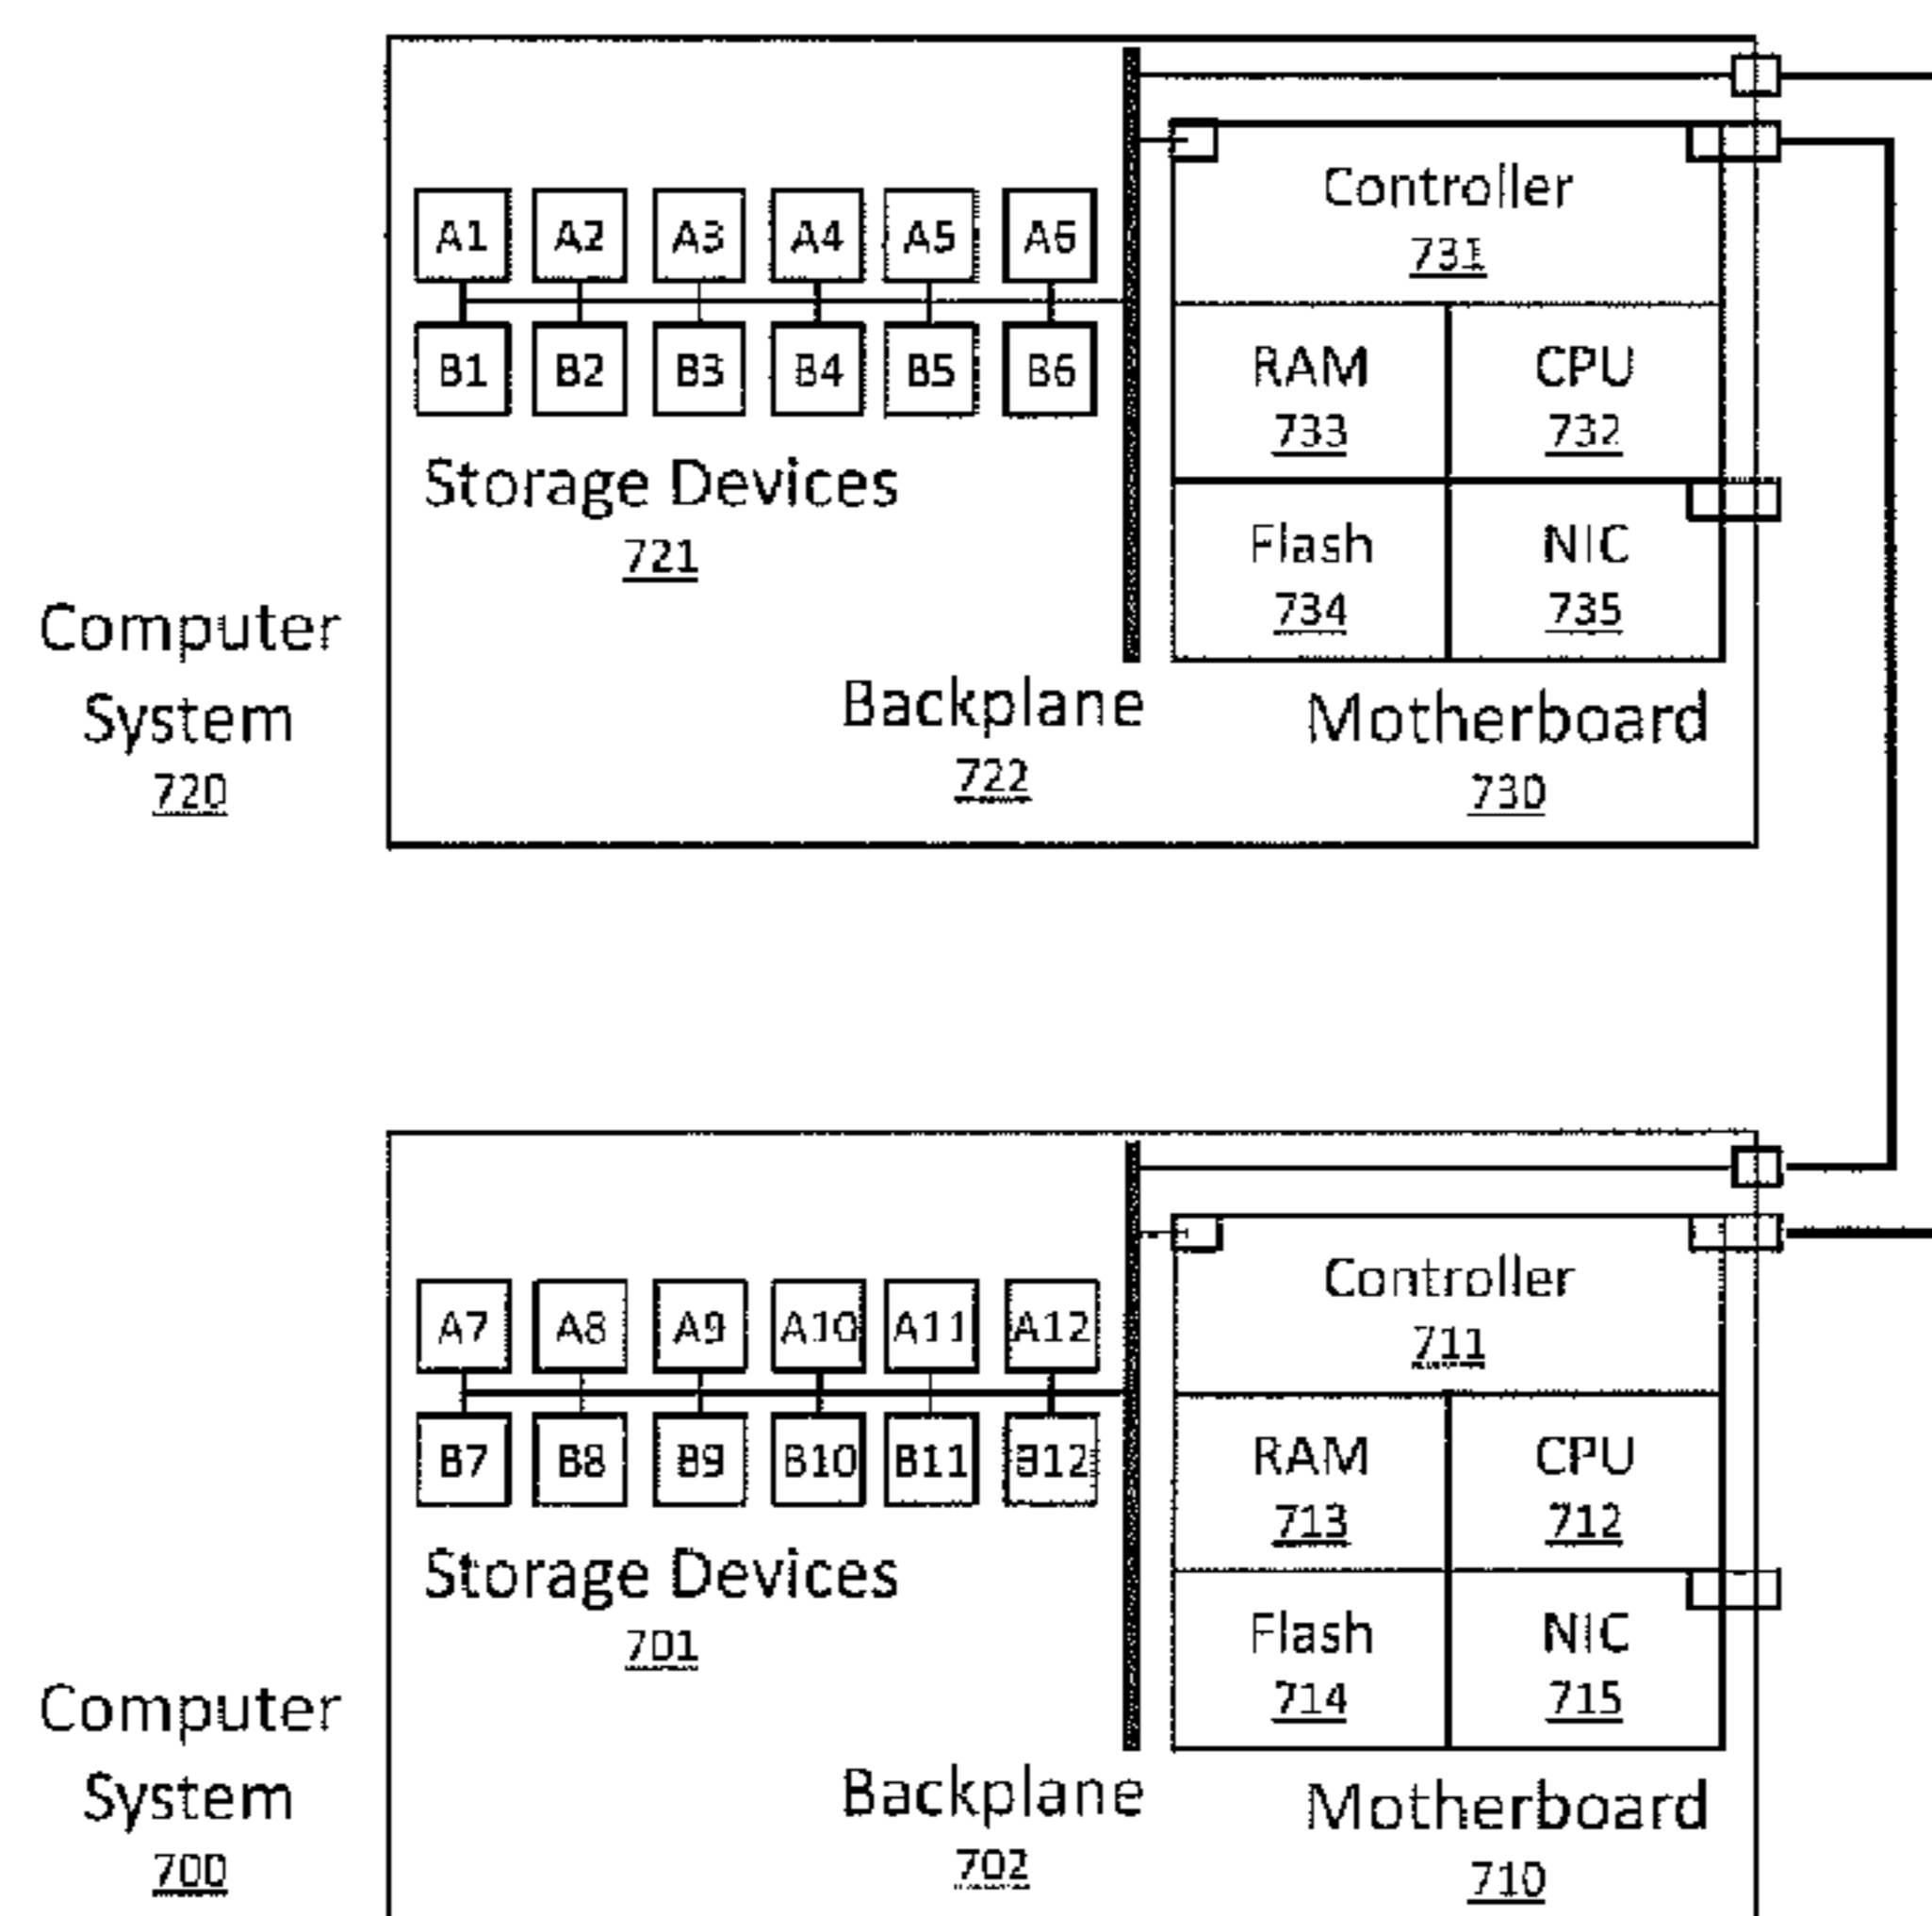 Controller
731
A1 A2 A3 A4 A5 A6
B1 B2 B3 B4 B5 B6
RAM
733
CPU
732
Storage Devices
721
Flash
734
NIC
735
Computer
System
720
Backplane
722
Motherboard
730
Controller
711
A7 A8 A9 A10 A11 A12
B7 B8 B9 B10 B11 B12
RAM
713
CPU
712
Storage Devices
701
Flash
714
NIC
715
Computer
System
700
Backplane
702
Motherboard
710